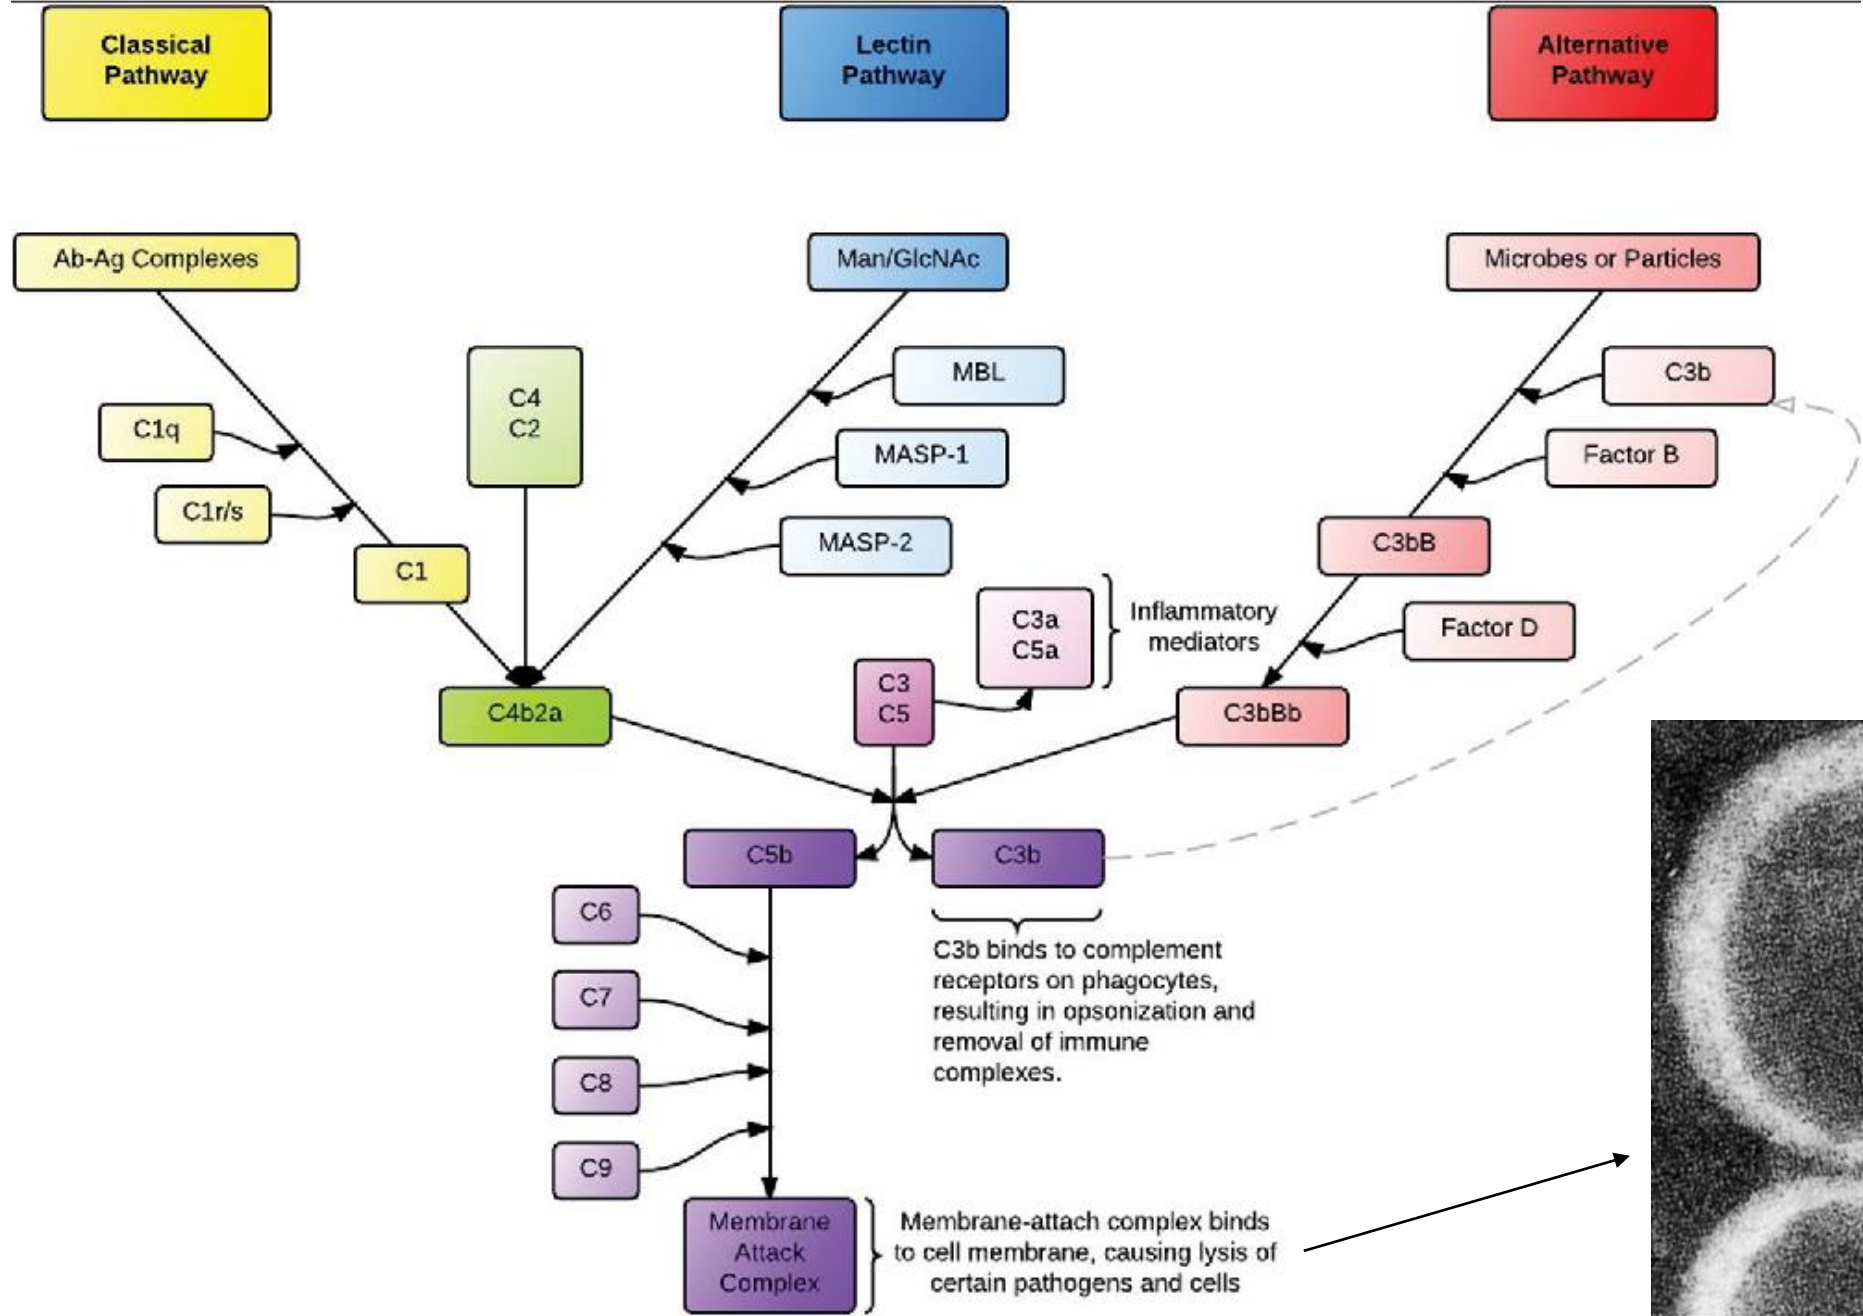 Classical
Pathway
Lectin
Pathway
Alternative
Pathway
Ab-Ag Complexes
Man/GlcNAc
Microbes or Particles
C4
C2
MBL
C3b
C1q
MASP-1
Factor B
C1r/s
MASP-2
C3bB
C1
C3a
C5a
Inflammatory
mediators
Factor D
C3
C5
C4b2a
C3bBb
C5b
C3b
C6
C3b binds to complement
receptors on phagocytes,
resulting in opsonization and
removal of immune
complexes.
C7
C8
C9
Membrane
Attack
Complex
Membrane-attach complex binds
to cell membrane, causing lysis of
certain pathogens and cells